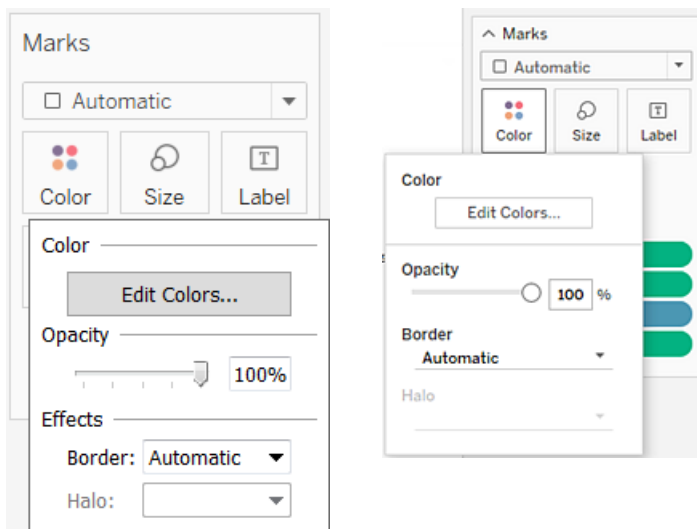 Marks
Automatic
Color Size Label
Color
Edit Colors...
Opacity
100%
Effects
Border: Automatic
Halo:
Marks
Automatic
Color Size Label
Color
Edit Colors...
Opacity
100 %
Border
Automatic
Halo